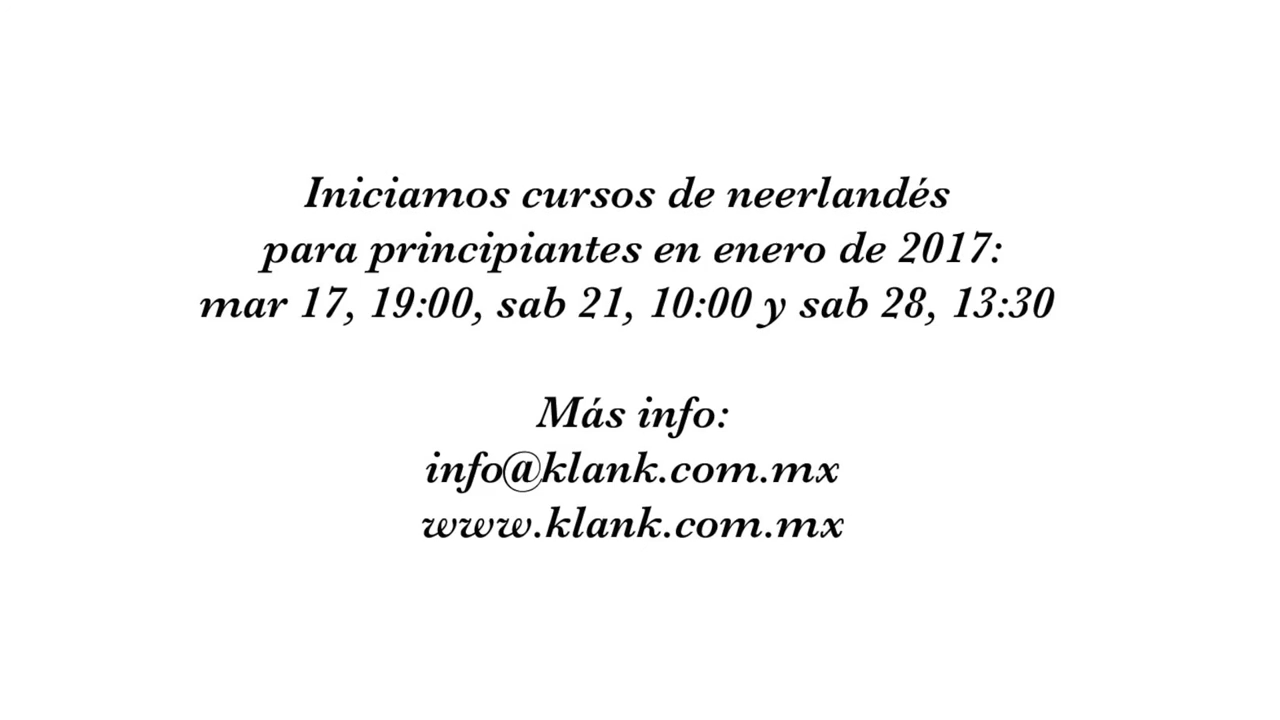 Iniciamos cursos de neerlandés
para principiantes en enero de 2017:
mar 17, 19:00, sab 21, 10:00 y sab 28, 13:30
Más info:
info@klank.com.mx
www.klank.com.mx